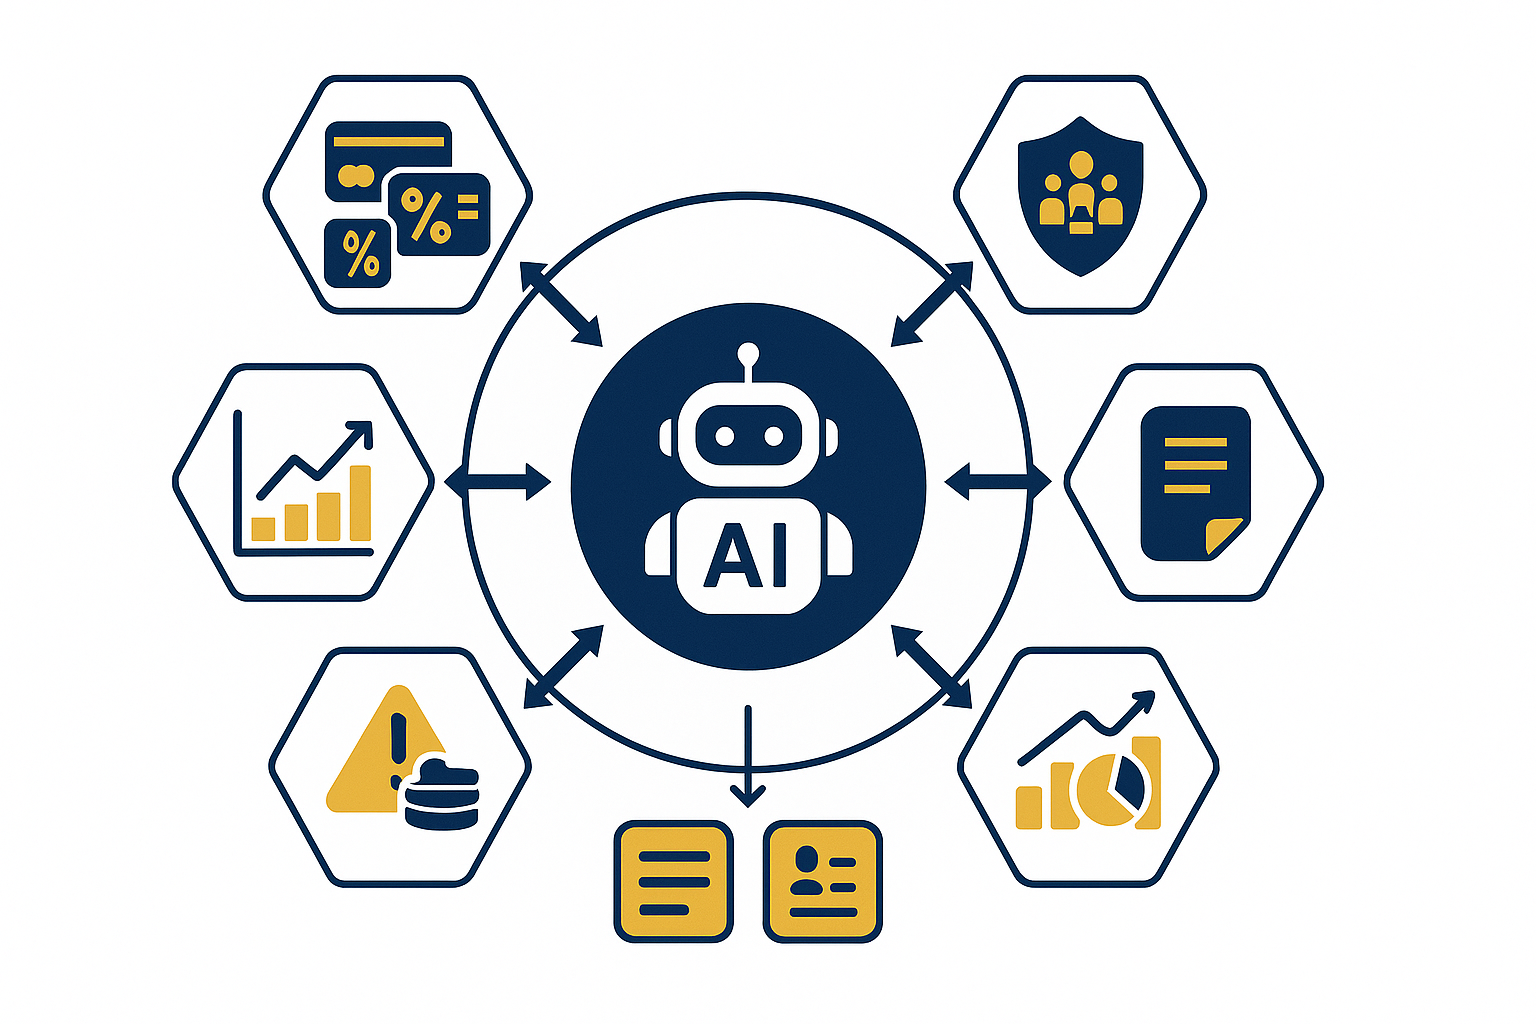 % =
%
AI